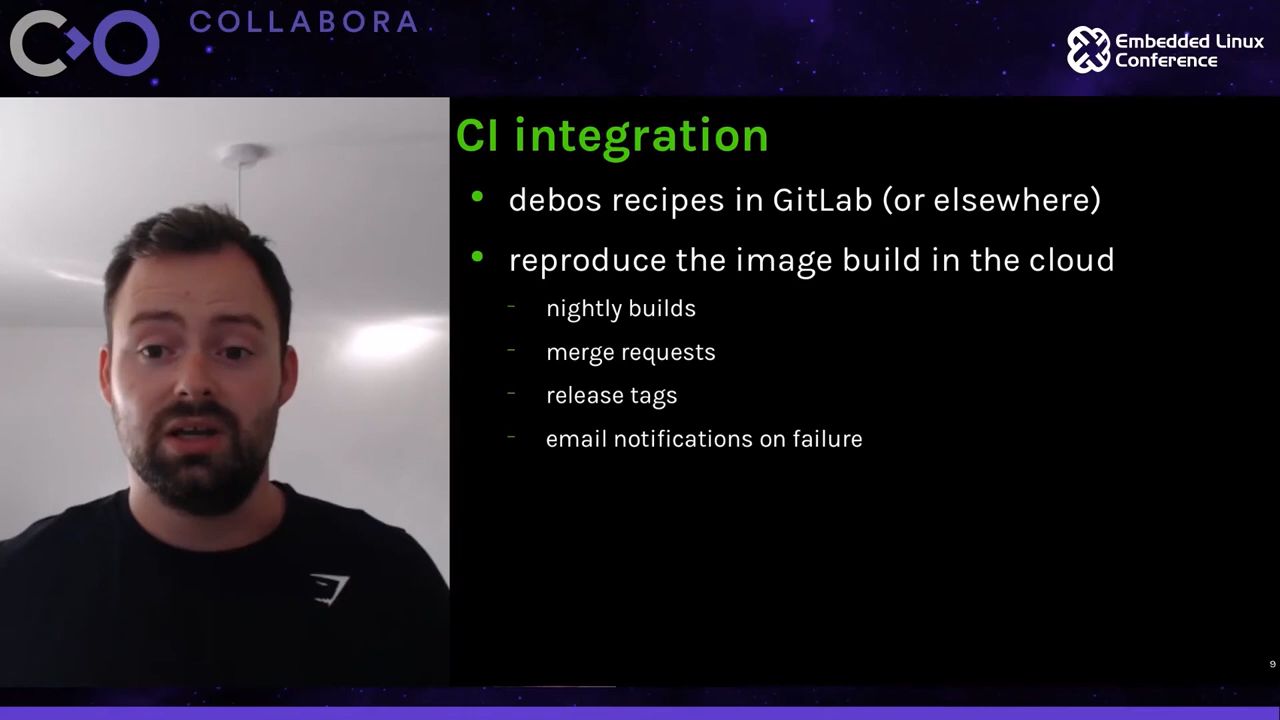 COLLABORA
Embedded Linux
Conference
CI integration
debos recipes in GitLab (or elsewhere)
reproduce the image build in the cloud
nightly builds
merge requests
release tags
email notifications on failure
9